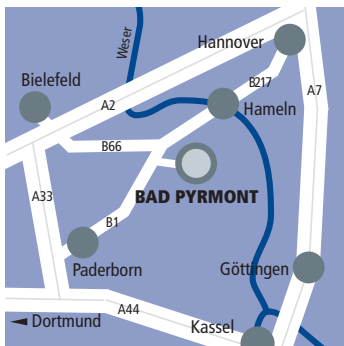 Weser
Hannover
Bielefeld
B217
A7
A2
Hameln
B66
A33
BAD PYRMONT
B1
Paderborn
Göttingen
A44
Dortmund
Kassel